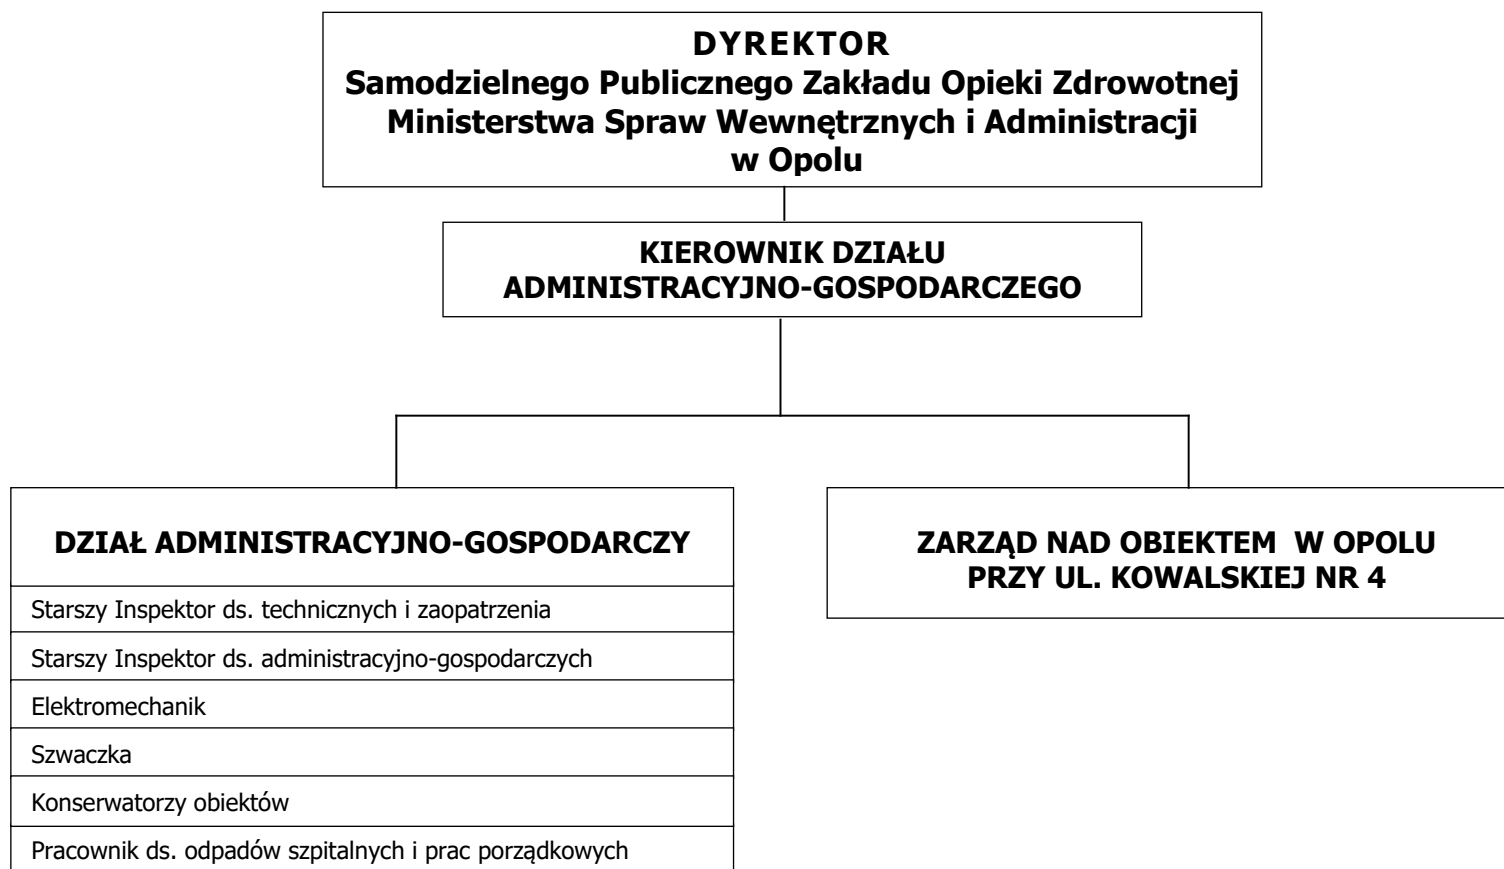 DYREKTOR
Samodzielnego Publicznego Zakładu Opieki Zdrowotnej
Ministerstwa Spraw Wewnętrznych i Administracji
w Opolu
KIEROWNIK DZIAŁU
ADMINISTRACYJNO-GOSPODARCZEGO
DZIAŁ ADMINISTRACYJNO-GOSPODARCZY
Starszy Inspektor ds. technicznych i zaopatrzenia
Starszy Inspektor ds. administracyjno-gospodarczych
Elektromechanik
Szwaczka
Konserwatorzy obiektów
Pracownik ds. odpadów szpitalnych i prac porządkowych
ZARZĄD NAD OBIEKTEM W OPOLU
PRZY UL. KOWALSKIEJ NR 4